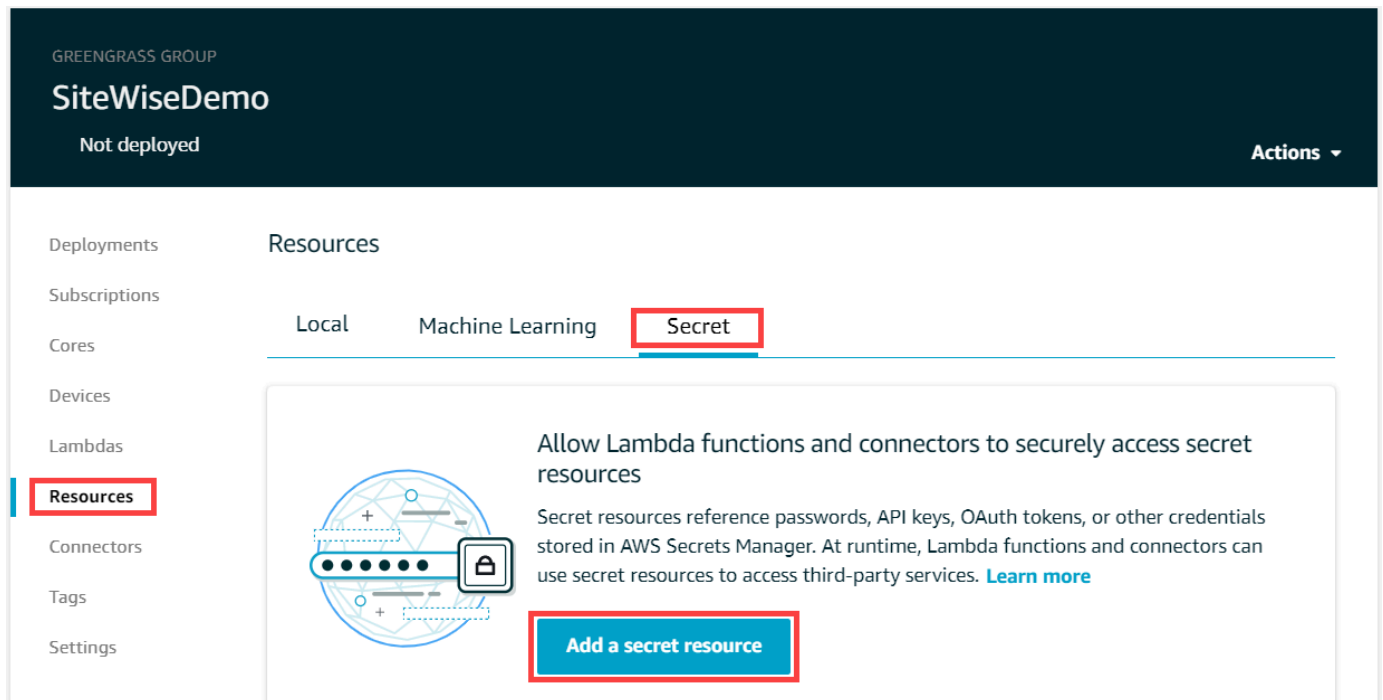 GREENGRASS GROUP
SiteWiseDemo
Not deployed
Actions
Deployments
Subscriptions
Cores
Devices
Lambdas
Resources
Connectors
Tags
Settings
Resources
Local Machine Learning Secret
Allow Lambda functions and connectors to securely access secret
resources
Secret resources reference passwords, API keys, OAuth tokens, or other credentials
stored in AWS Secrets Manager. At runtime, Lambda functions and connectors can
use secret resources to access third-party services. Learn more
Add a secret resource